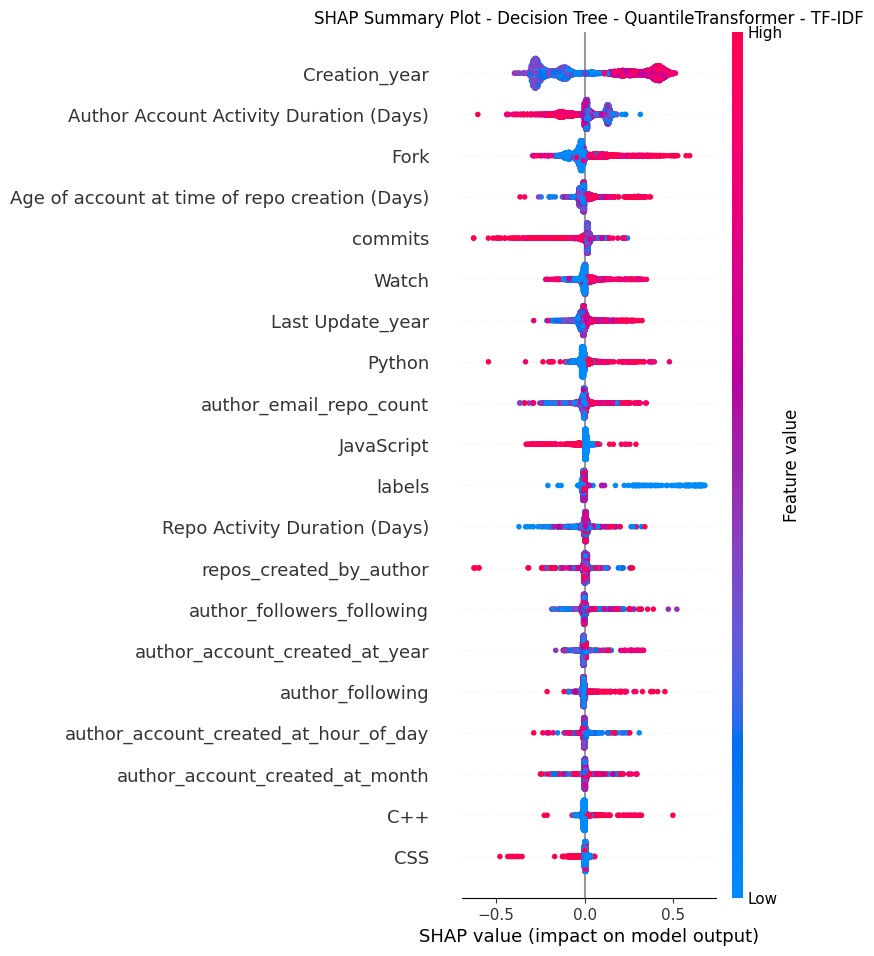 SHAP Summary Plot - Decision Tree - QuantileTransformer - TF-IDF
High
Creation_year
Author Account Activity Duration (Days)
Fork
Age of account at time of repo creation (Days)
commits
Watch
Last Update_year
Python
author_email_repo_count
JavaScript
labels
Repo Activity Duration (Days)
repos_created_by_author
author_followers_following
author_account_created_at_year
author_following
author_account_created_at_hour_of_day
author_account_created_at_month
C++
CSS
Feature value
Low
−0.5 0.0 0.5
SHAP value (impact on model output)